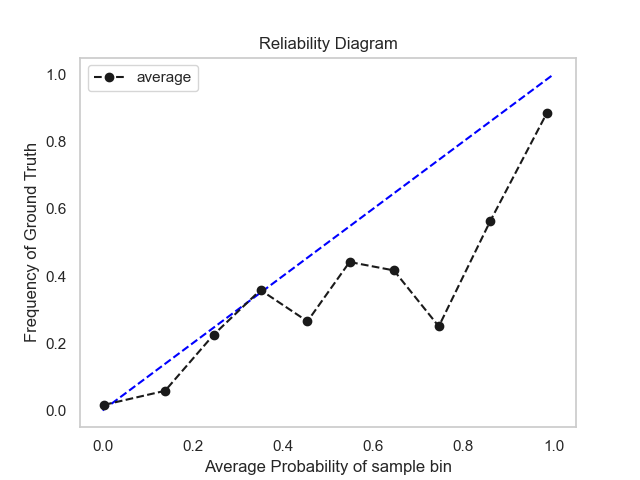 Reliability Diagram
average
1.0
0.8
0.6
0.4
0.2
0.0
Frequency of Ground Truth
0.0 0.2 0.4 0.6 0.8 1.0
Average Probability of sample bin